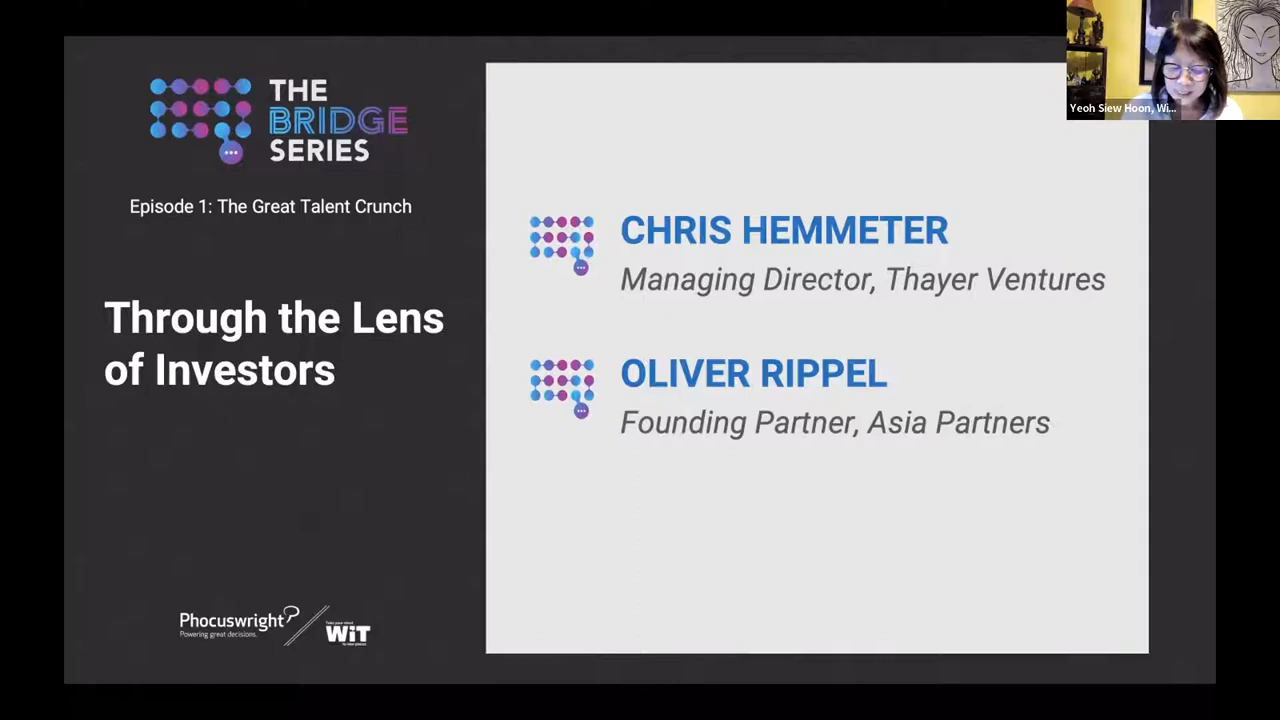 THE
BRIDGE
SERIES
Episode 1: The Great Talent Crunch
Through the Lens
of Investors
Phocuswright
Powering great decisions.
WiT
CHRIS HEMMETER
Managing Director, Thayer Ventures
OLIVER RIPPEL
Founding Partner, Asia Partners
Yeoh Siew Hoon, Wi...